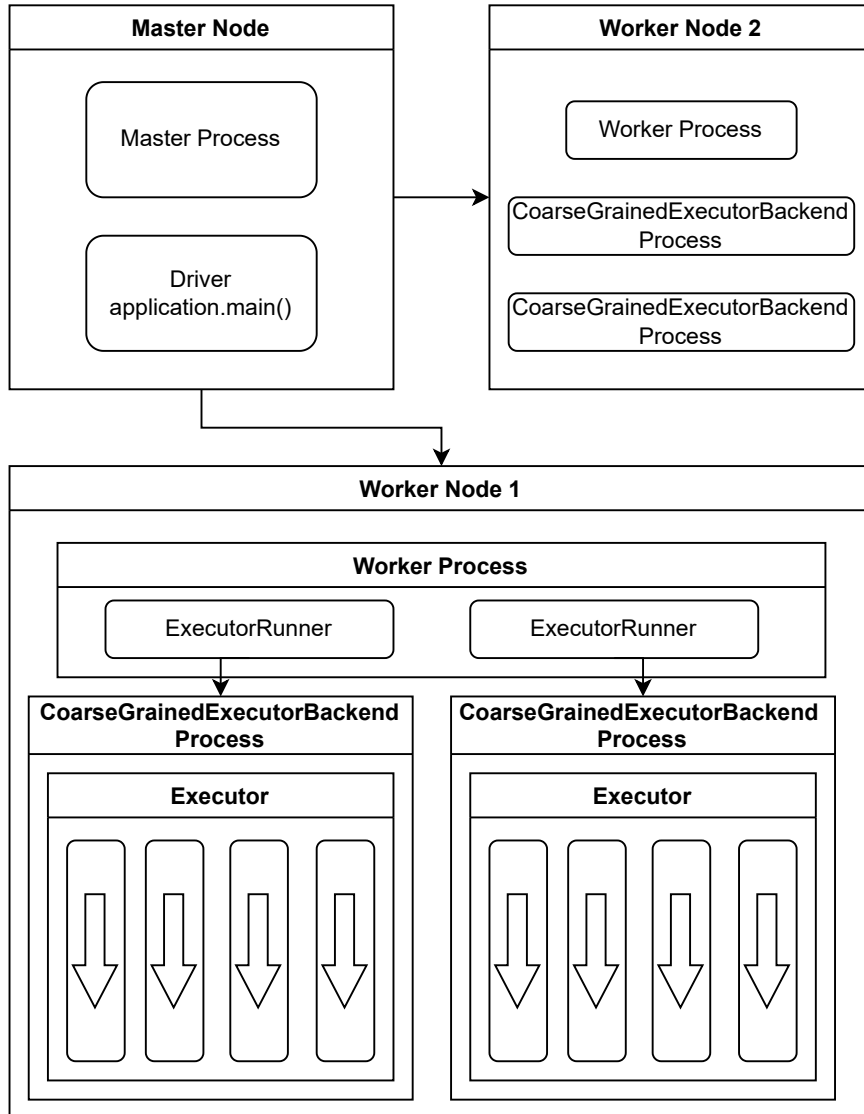 Master Node
Master Process
Driver
application.main()
Worker Node 2
Worker Process
CoarseGrainedExecutorBackend
Process
CoarseGrainedExecutorBackend
Process
Worker Node 1
Worker Process
ExecutorRunner
ExecutorRunner
CoarseGrainedExecutorBackend
Process
Executor
CoarseGrainedExecutorBackend
Process
Executor